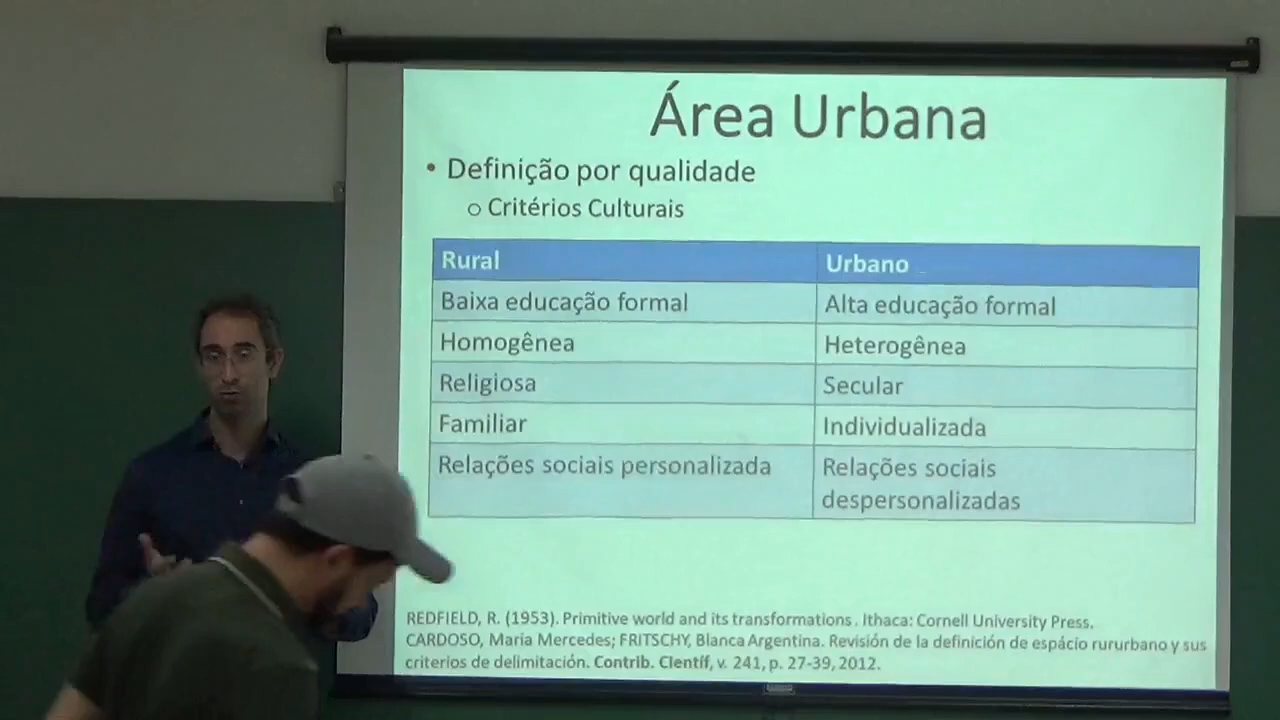 Área Urbana
• Definição por qualidade
o Critérios Culturais
Rural Urbano
Baixa educação formal Alta educação formal
Homogênea Heterogênea
Religiosa Secular
Familiar Individualizada
Relações sociais personalizada Relações sociais
despersonalizadas
REDFIELD, R. (1953). Primitive world and its transformations. Ithaca: Cornell University Press.
CARDOSO, Maria Mercedes; FRITSCHY, Blanca Argentina. Revisión de la definición de espácio rururbano y sus
criterios de delimitación. Contrib. Científ, v. 241, p. 27-39, 2012.